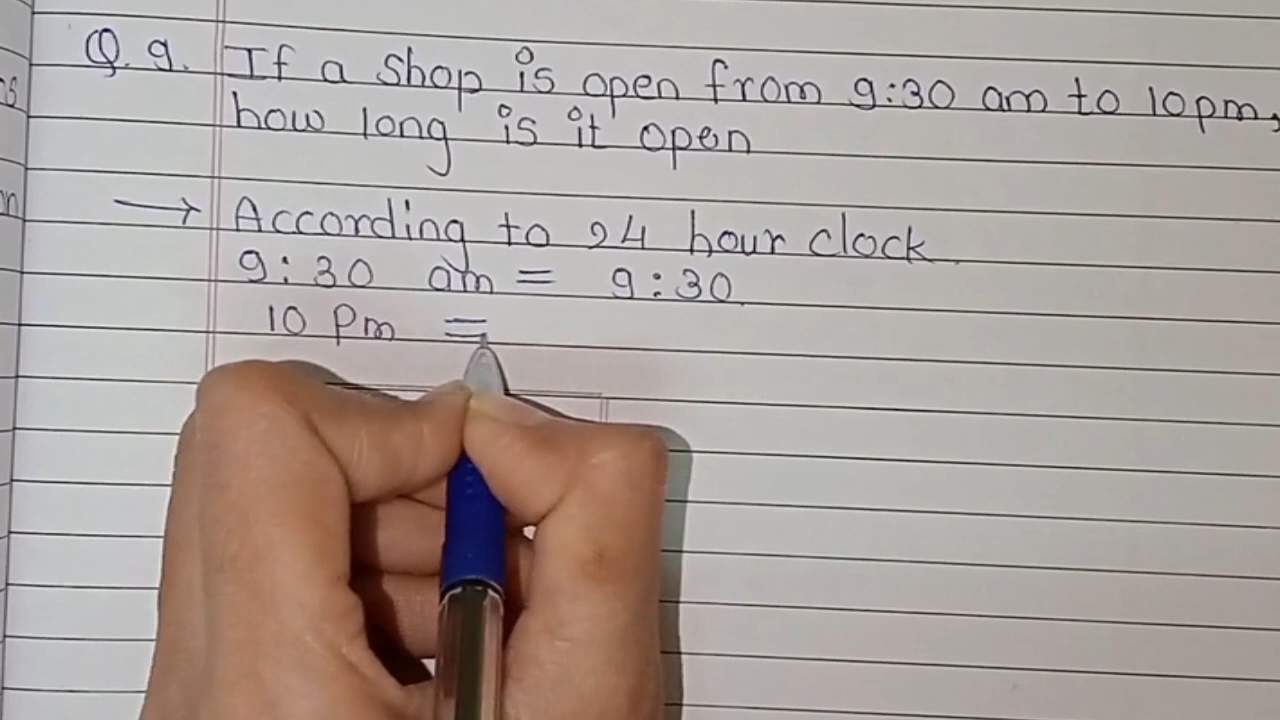 Q. 9. If a shop is open from 9:30 am to 10pm,
how long is it open
→ According to 24 hour clock
9:30 am = 9:30
10 Pm =